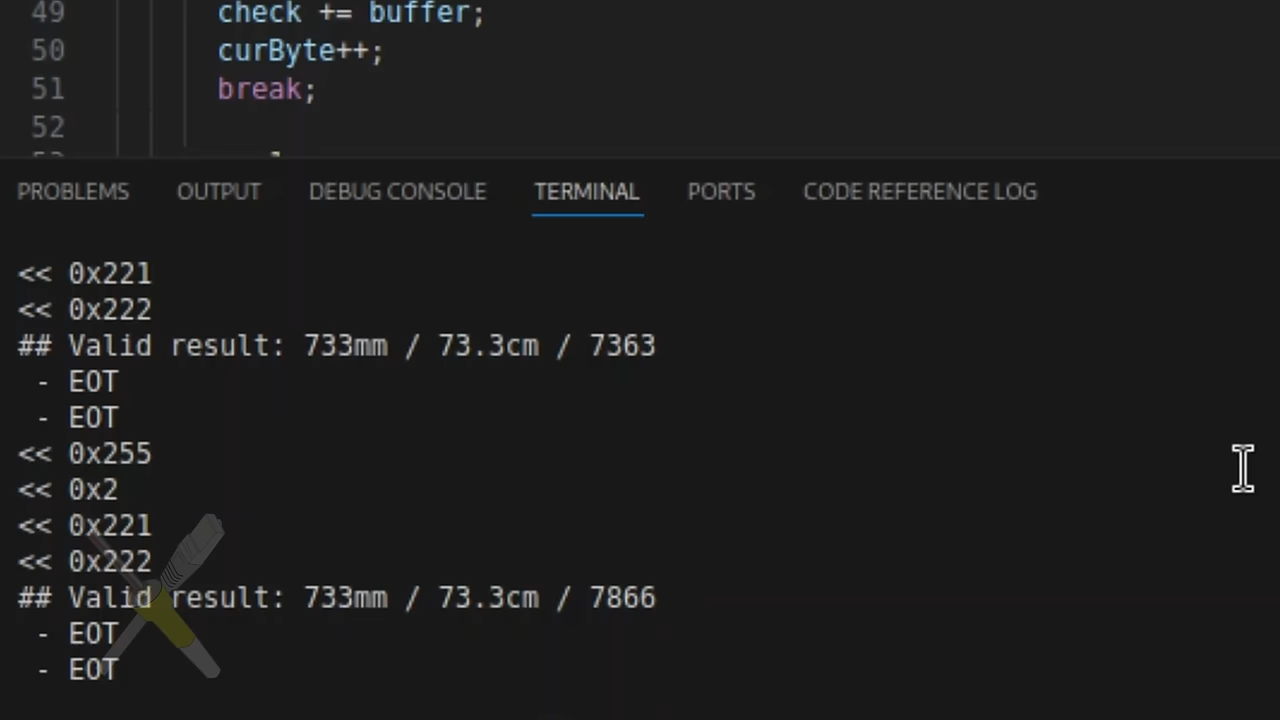 49 check += buffer;
50 curByte++;
51 break;
52
PROBLEMS OUTPUT DEBUG CONSOLE TERMINAL PORTS CODE REFERENCE LOG
<< 0x221
<< 0x222
## Valid result: 733mm / 73.3cm / 7363
- EOT
- EOT
<< 0x255
<< 0x2
<< 0x221
<< 0x222
## Valid result: 733mm / 73.3cm / 7866
- EOT
- EOT